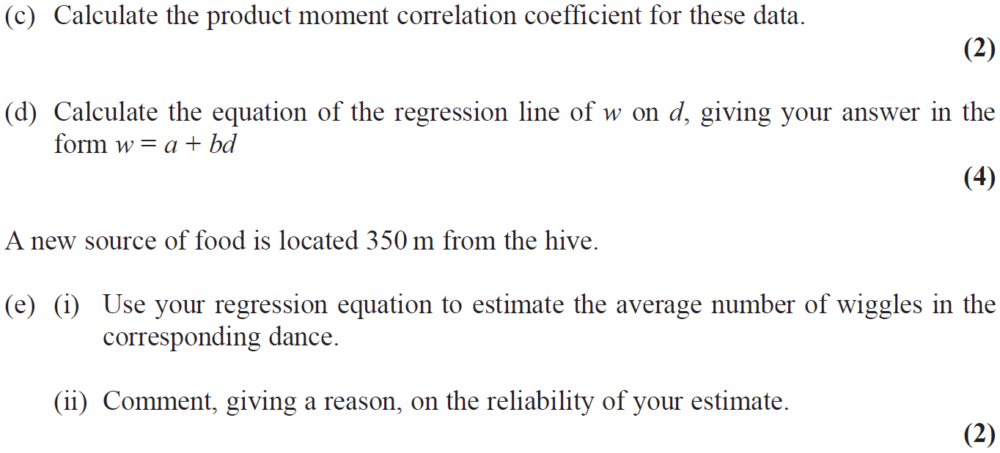 (c) Calculate the product moment correlation coefficient for these data.
(2)
(d) Calculate the equation of the regression line of w on d, giving your answer in the
form w = a + bd
(4)
A new source of food is located 350 m from the hive.
(e) (i) Use your regression equation to estimate the average number of wiggles in the
corresponding dance.
(ii) Comment, giving a reason, on the reliability of your estimate.
(2)